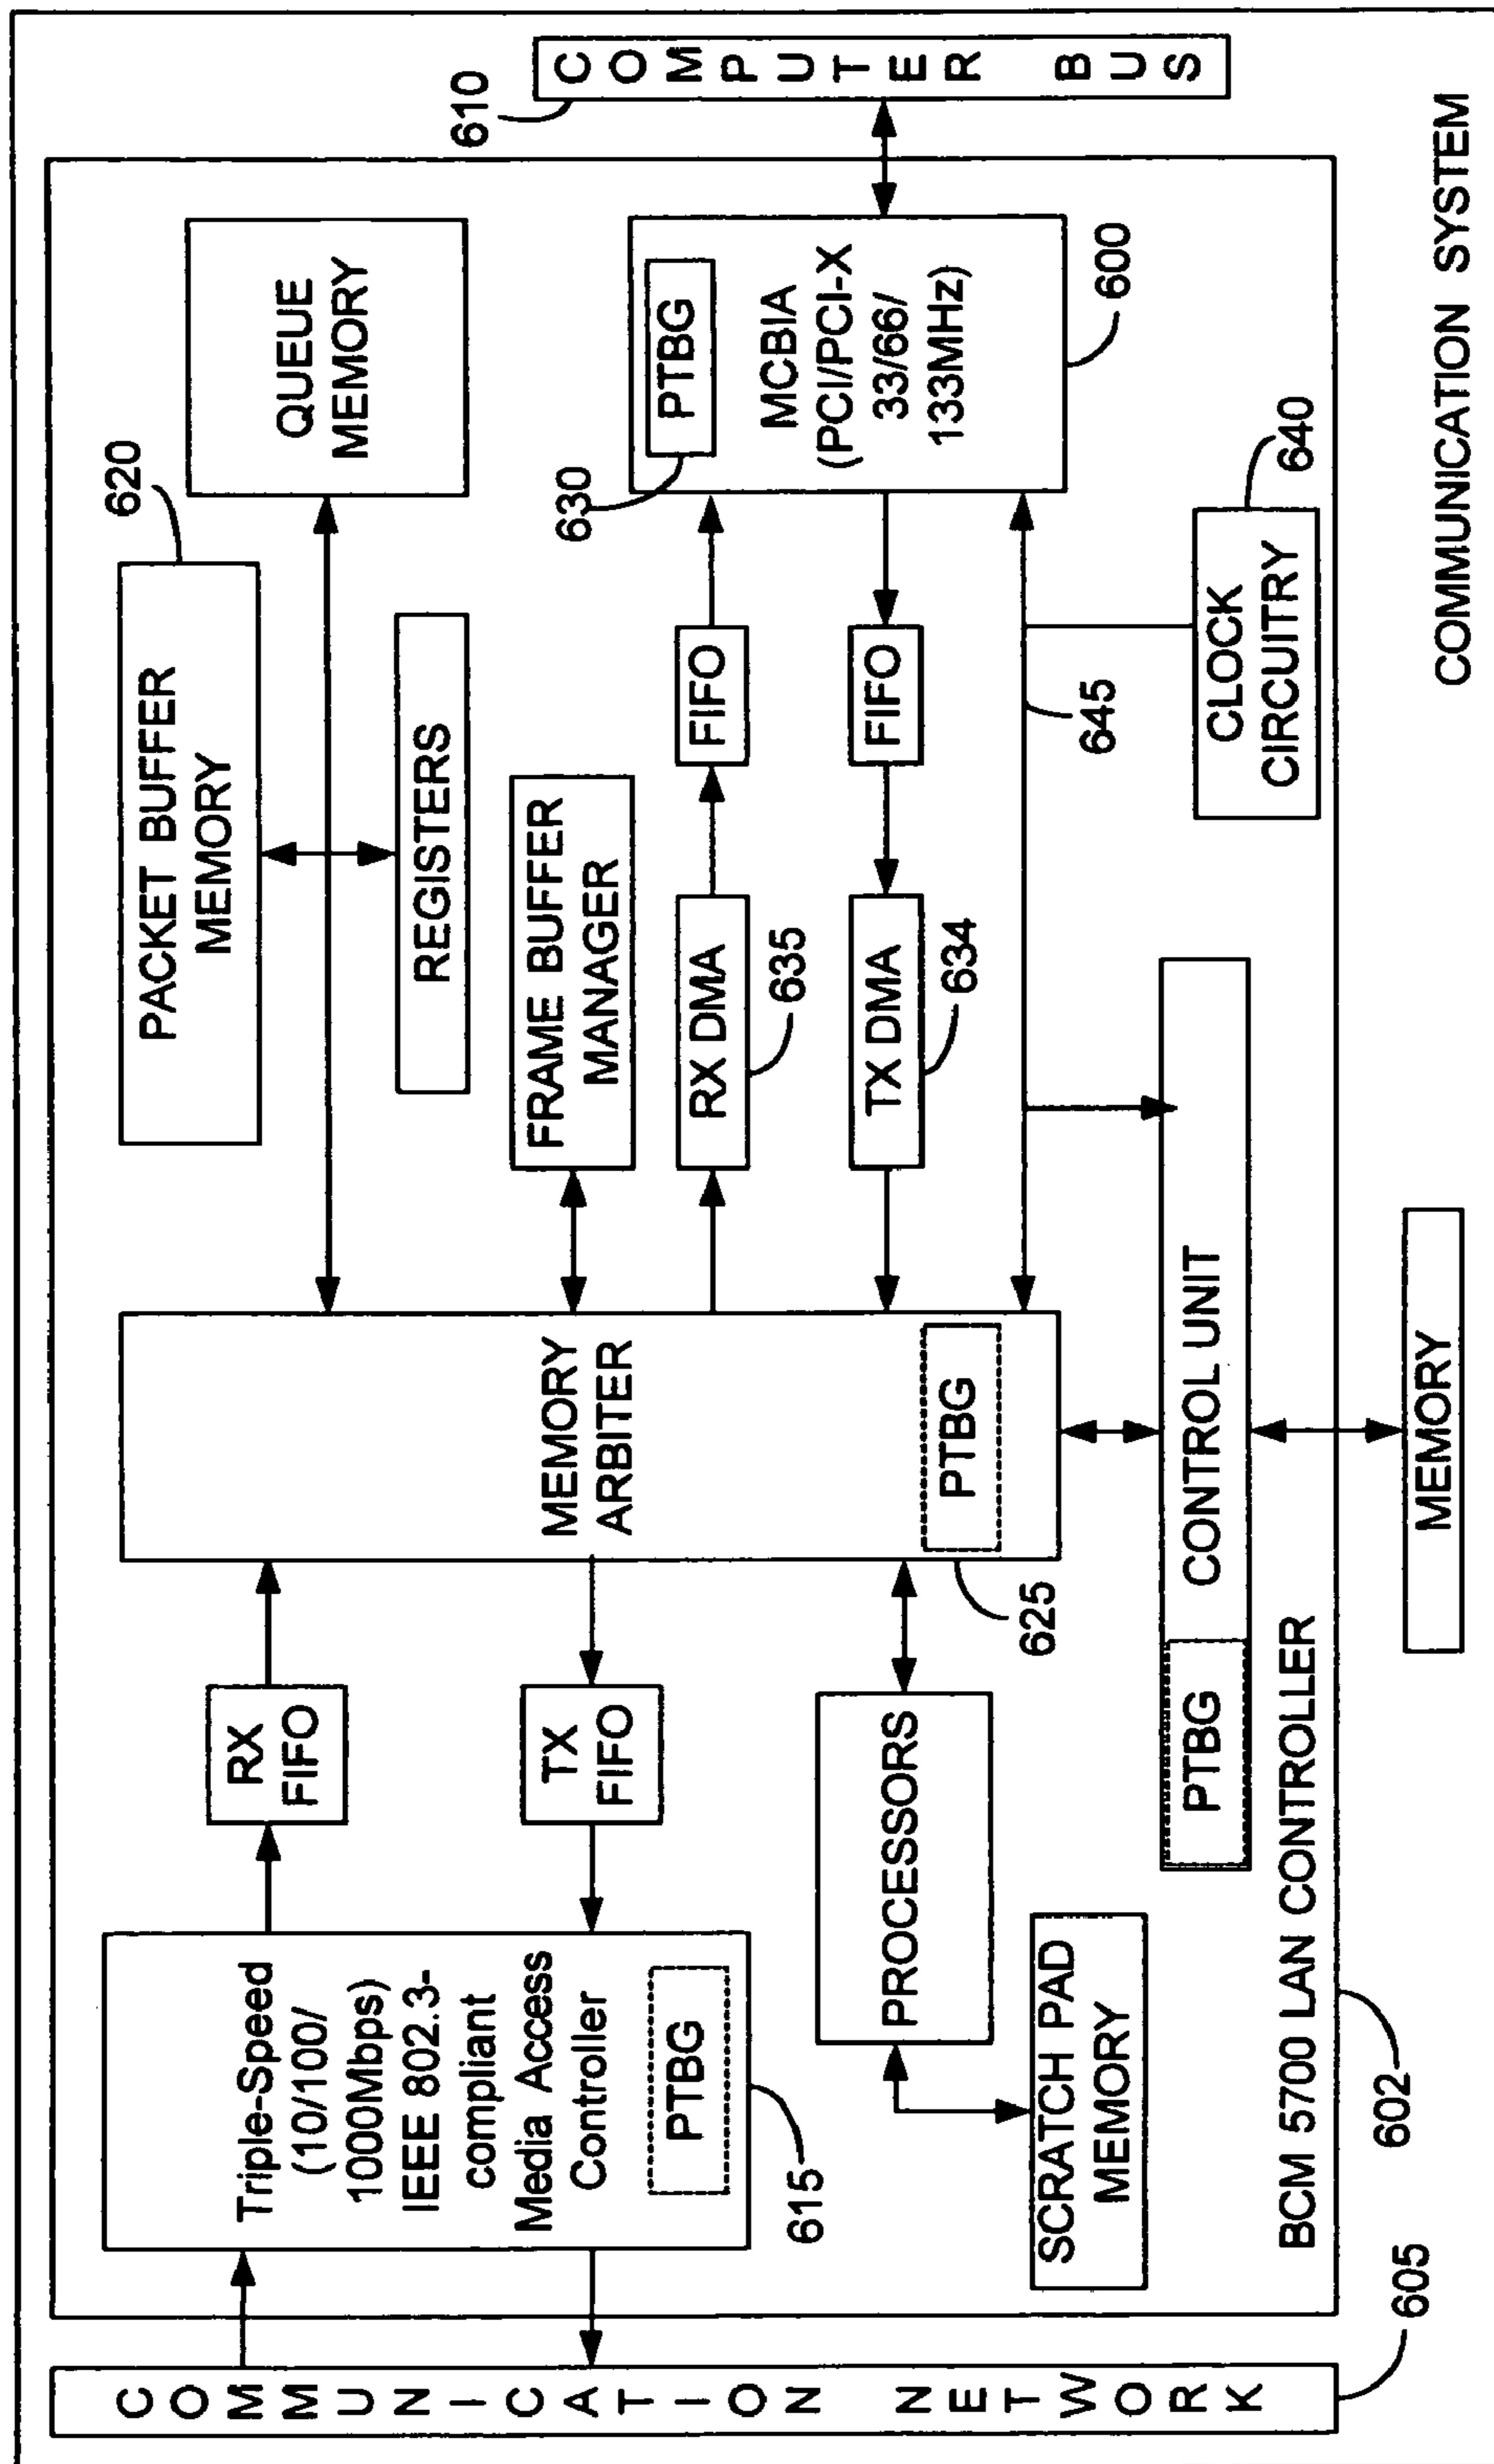 COMMUNICATION NETWORK
605
Triple-Speed
(10/100/
1000Mbps)
IEEE 802.3-
compliant
Media Access
Controller
PTBG
615
RX
FIFO
TX
FIFO
PROCESSORS
SCRATCH PAD
MEMORY
BCM 5700 LAN CONTROLLER
602
MEMORY
ARBITER
PTBG
625
PTBG
CONTROL UNIT
MEMORY
PACKET BUFFER
MEMORY
620
REGISTERS
QUEUE
MEMORY
FRAME BUFFER
MANAGER
RX DMA
635
FIFO
TX DMA
634
FIFO
630
PTBG
MCBIA
(PCI/PCI-X
33/66/
133MHz)
600
645
CLOCK
CIRCUITRY
640
610
COMPUTER BUS
COMMUNICATION SYSTEM